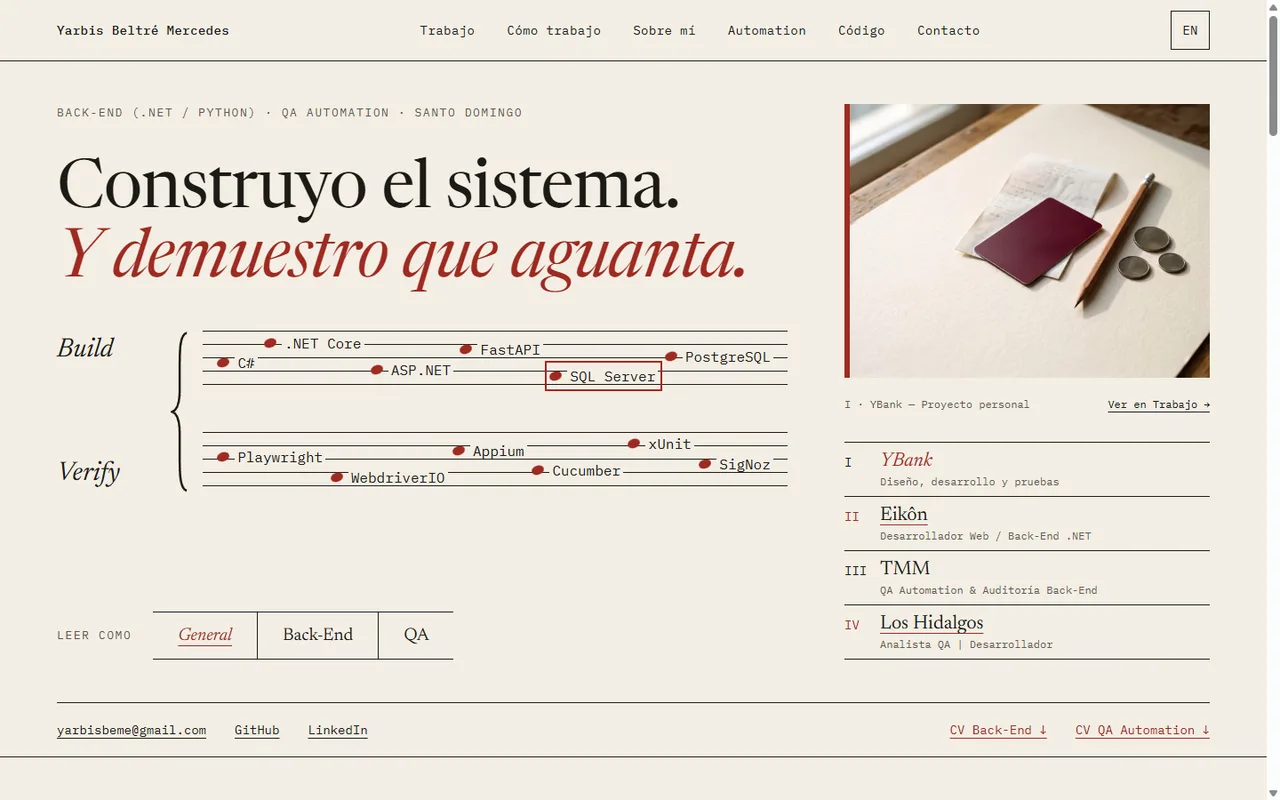 Yarbis Beltré Mercedes
Trabajo Cómo trabajo Sobre mí Automation Código Contacto
EN
BACK-END (.NET / PYTHON) · QA AUTOMATION · SANTO DOMINGO
Construyo el sistema.
Y demuestro que aguanta.
Build
.NET Core
FastAPI
PostgreSQL
C#
ASP.NET
SQL Server
Verify
xUnit
Playwright
Appium
SigNoz
WebdriverIO
Cucumber
LEER COMO
General
Back-End
QA
I · YBank — Proyecto personal
Ver en Trabajo →
I YBank
Diseño, desarrollo y pruebas
II Eikôn
Desarrollador Web / Back-End .NET
III TMM
QA Automation & Auditoría Back-End
IV Los Hidalgos
Analista QA | Desarrollador
yarbisbeme@gmail.com GitHub LinkedIn
CV Back-End ↓ CV QA Automation ↓